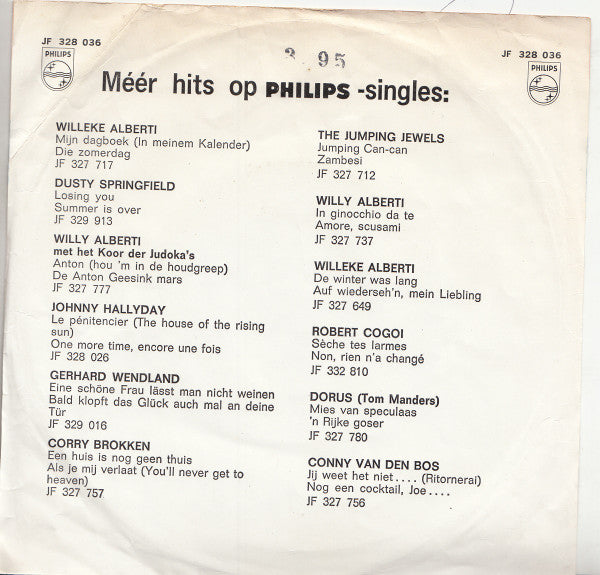 JF 328 036
PHILIPS
3 95
JF 328 036
PHILIPS
Méér hits op PHILIPS -singles:
WILLEKE ALBERTI
Mijn dagboek (In meinem Kalender)
Die zomerdag
JF 327 717
DUSTY SPRINGFIELD
Losing you
Summer is over
JF 329 913
WILLY ALBERTI
met het Koor der Judoka's
Anton (hou 'm in de houdgreep)
De Anton Geesink mars
JF 327 777
JOHNNY HALLYDAY
Le pénitencier (The house of the rising
sun)
One more time, encore une fois
JF 328 026
GERHARD WENDLAND
Eine schöne Frau lässt man nicht weinen
Bald klopft das Glück auch mal an deine
Tür
JF 329 016
CORRY BROKKEN
Een huis is nog geen thuis
Als je mij verlaat (You'll never get to
heaven)
JF 327 757
THE JUMPING JEWELS
Jumping Can-can
Zambesi
JF 327 712
WILLY ALBERTI
In ginocchio da te
Amore, scusami
JF 327 737
WILLEKE ALBERTI
De winter was lang
Auf wiederseh'n, mein Liebling
JF 327 649
ROBERT COGOI
Sèche tes larmes
Non, rien n'a changé
JF 332 810
DORUS (Tom Manders)
Mies van speculaas
'n Rijke goser
JF 327 780
CONNY VAN DEN BOS
Jij weet het niet.... (Ritornerai)
Nog een cocktail, Joe....
JF 327 756